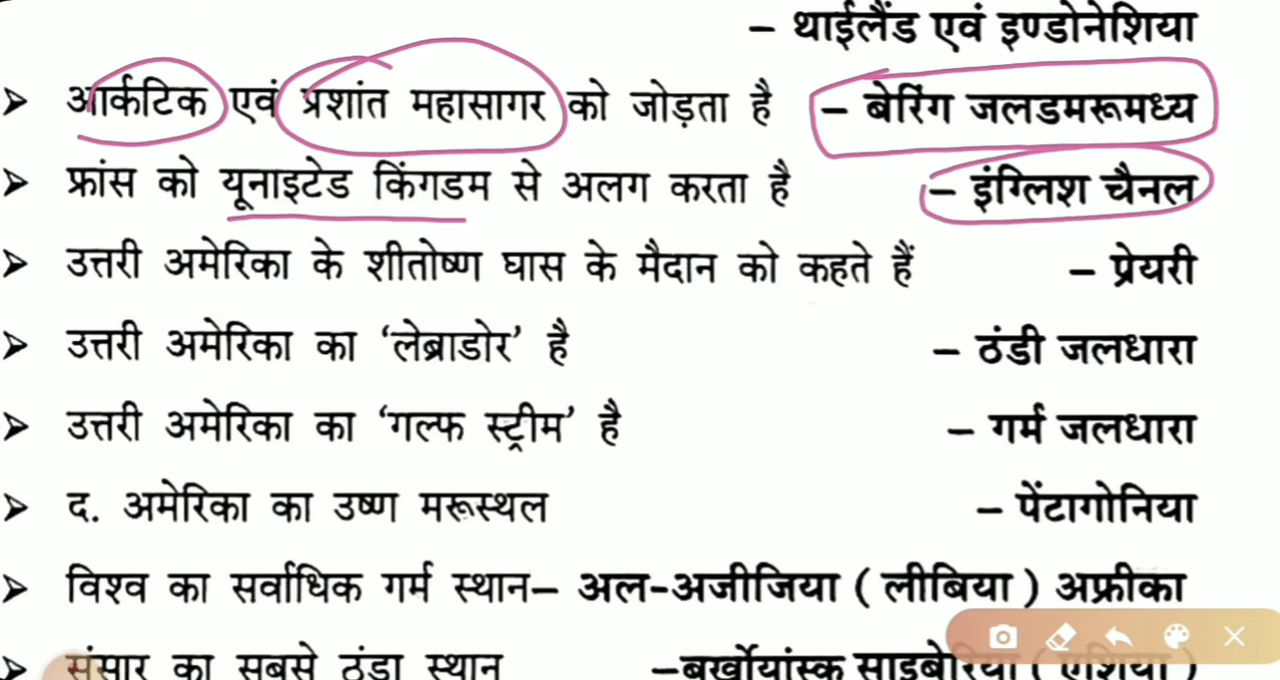 – थाईलैंड एवं इण्डोनेशिया
➢ आर्कटिक एवं प्रशांत महासागर को जोड़ता है – बेरिंग जलडमरूमध्य
➢ फ्रांस को यूनाइटेड किंगडम से अलग करता है – इंग्लिश चैनल
➢ उत्तरी अमेरिका के शीतोष्ण घास के मैदान को कहते हैं – प्रेयरी
➢ उत्तरी अमेरिका का ‘लेब्राडोर’ है – ठंडी जलधारा
➢ उत्तरी अमेरिका का ‘गल्फ स्ट्रीम’ है – गर्म जलधारा
➢ द. अमेरिका का उष्ण मरूस्थल – पेंटागोनिया
➢ विश्व का सर्वाधिक गर्म स्थान– अल-अजीजिया ( लीबिया ) अफ्रीका
➢ संसार का सबसे ठंडा स्थान –बर्खोयांस्क साइबेरिया ( एशिया )